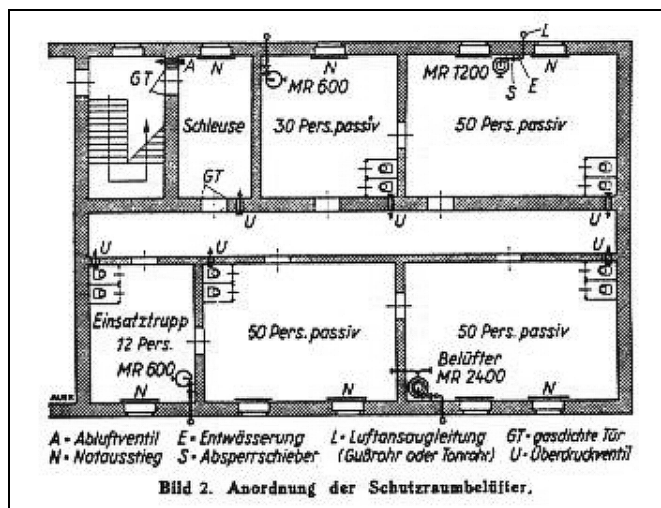 A
L
GT
N
N
MR 600
MR 1200
S
E
N
Schleuse
30 Pers. passiv
50 Pers. passiv
GT
U
U
U
U
U
U
Einsatztrupp
12 Pers.
MR 600
60 Pers. passiv
50 Pers. passiv
Belüfter
MR 2400
N
N
N
A = Abluftventil E = Entwässerung L = Luftansaugleitung GT = gasdichte Tür
N = Notausstieg S = Absperrschieber (Gußrohr oder Tonrohr) U = Überdruckventil
Bild 2. Anordnung der Schutzraumbelüfter.